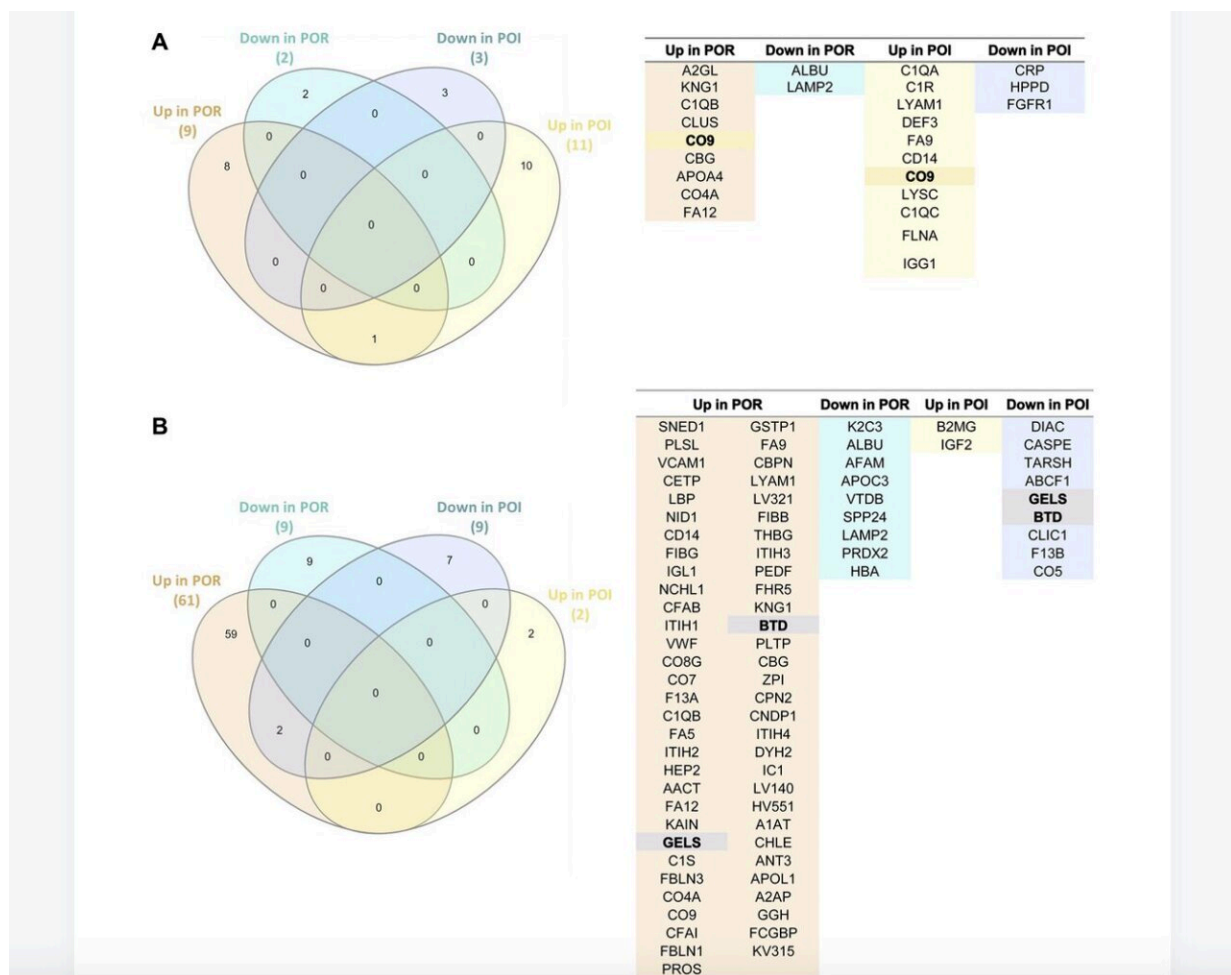 A
Down in POR
(2)
Down in POI
(3)
Up in POR
(9)
Up in POI
(11)
2
3
0
0
0
8
10
0
0
0
0
0
0
0
1
Up in POR Down in POR Up in POI Down in POI
A2GL ALBU C1QA CRP
KNG1 LAMP2 C1R HPPD
C1QB LYAM1 FGFR1
CLUS DEF3
CO9 FA9
CBG CD14
APOA4 CO9
CO4A LYSC
FA12 C1QC
FLNA
IGG1
B
Down in POR
(9)
Down in POI
(9)
Up in POR
(61)
Up in POI
(2)
9
7
0
0
0
59
2
0
0
0
2
0
0
0
0
Up in POR Down in POR Up in POI Down in POI
SNED1 GSTP1 K2C3 B2MG DIAC
PLSL FA9 ALBU IGF2 CASPE
VCAM1 CBPN AFAM TARSH
CETP LYAM1 APOC3 ABCF1
LBP LV321 VTDB GELS
NID1 FIBB SPP24 BTD
CD14 THBG LAMP2 CLIC1
FIBG ITIH3 PRDX2 F13B
IGL1 PEDF HBA CO5
NCHL1 FHR5
CFAB KNG1
ITIH1 BTD
VWF PLTP
CO8G CBG
CO7 ZPI
F13A CPN2
C1QB CNDP1
FA5 ITIH4
ITIH2 DYH2
HEP2 IC1
AACT LV140
FA12 HV551
KAIN A1AT
GELS CHLE
C1S ANT3
FBLN3 APOL1
CO4A A2AP
CO9 GGH
CFAI FCGBP
FBLN1 KV315
PROS